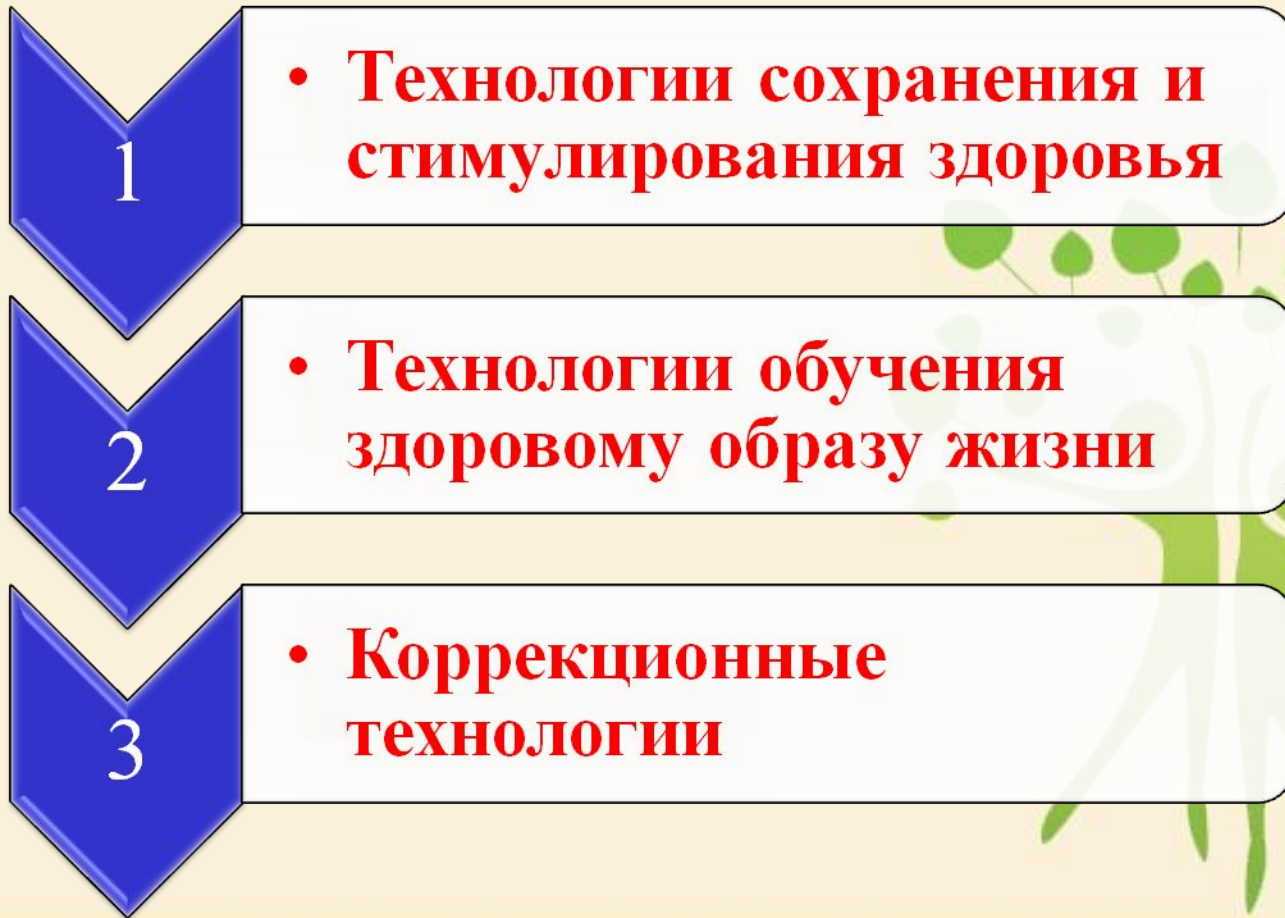 1
• Технологии сохранения и
стимулирования здоровья
2
• Технологии обучения
здоровому образу жизни
3
• Коррекционные
технологии